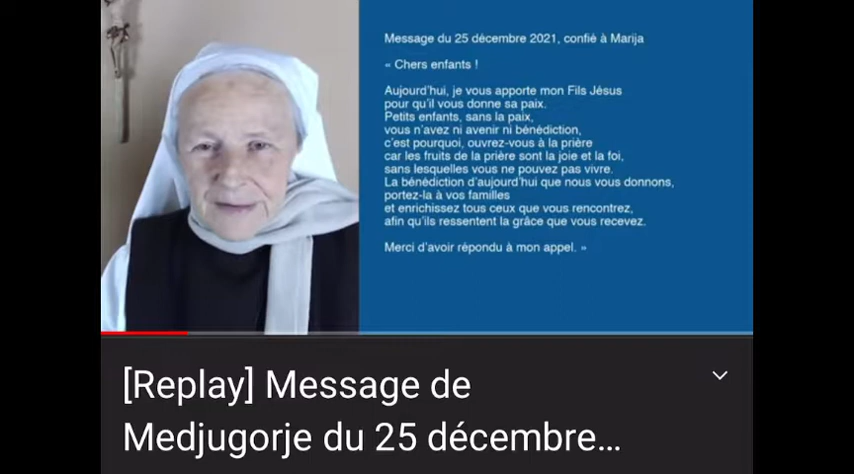 Message du 25 décembre 2021, confié à Marija
« Chers enfants !
Aujourd'hui, je vous apporte mon Fils Jésus
pour qu'il vous donne sa paix.
Petits enfants, sans la paix,
vous n'avez ni avenir ni bénédiction,
c'est pourquoi, ouvrez-vous à la prière
car les fruits de la prière sont la joie et la foi,
sans lesquelles vous ne pouvez pas vivre.
La bénédiction d'aujourd'hui que nous vous donnons,
portez-la à vos familles
et enrichissez tous ceux que vous rencontrez,
afin qu'ils ressentent la grâce que vous recevez.
Merci d'avoir répondu à mon appel. »
[Replay] Message de
Medjugorje du 25 décembre...